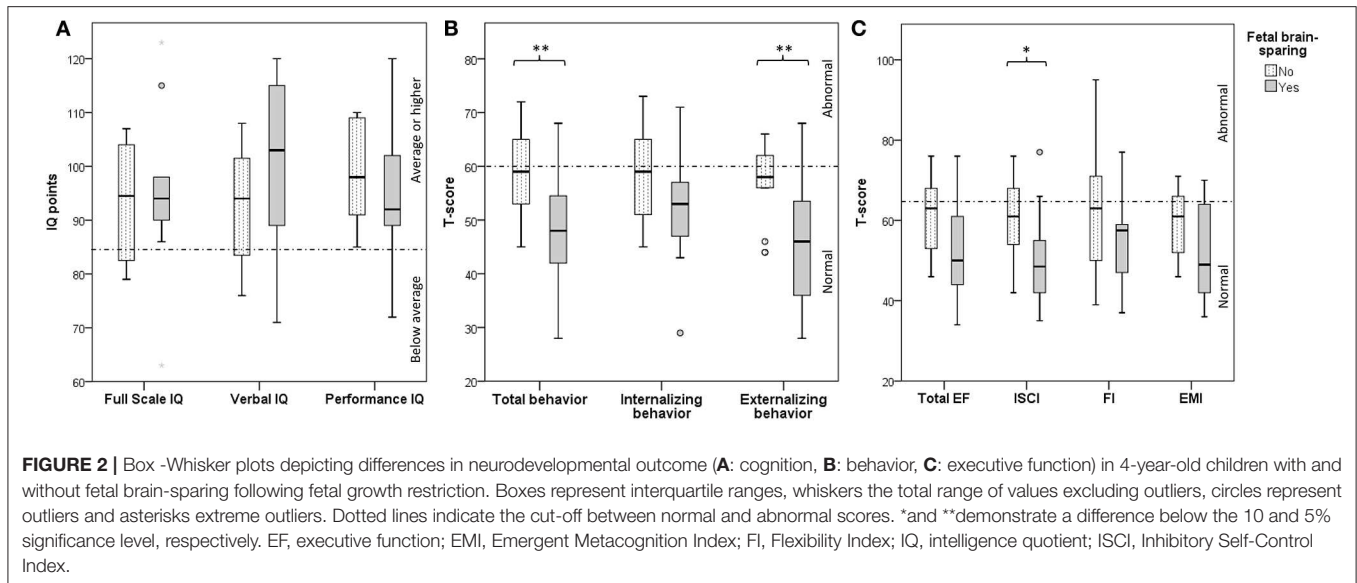 A
IQ points
120
110
100
90
80
70
60
Average or higher
Below average
Full Scale IQ
Verbal IQ
Performance IQ
B
T-score
80
70
60
50
40
30
20
**
**
Abnormal
Normal
Total behavior
Internalizing
behavior
Externalizing
behavior
C
T-score
100
80
60
40
20
*
Abnormal
Normal
Total EF
ISCI
FI
EMI
Fetal brain-
sparing
No
Yes
FIGURE 2 | Box -Whisker plots depicting differences in neurodevelopmental outcome (A: cognition, B: behavior, C: executive function) in 4-year-old children with and
without fetal brain-sparing following fetal growth restriction. Boxes represent interquartile ranges, whiskers the total range of values excluding outliers, circles represent
outliers and asterisks extreme outliers. Dotted lines indicate the cut-off between normal and abnormal scores. *and **demonstrate a difference below the 10 and 5%
significance level, respectively. EF, executive function; EMI, Emergent Metacognition Index; FI, Flexibility Index; IQ, intelligence quotient; ISCI, Inhibitory Self-Control
Index.